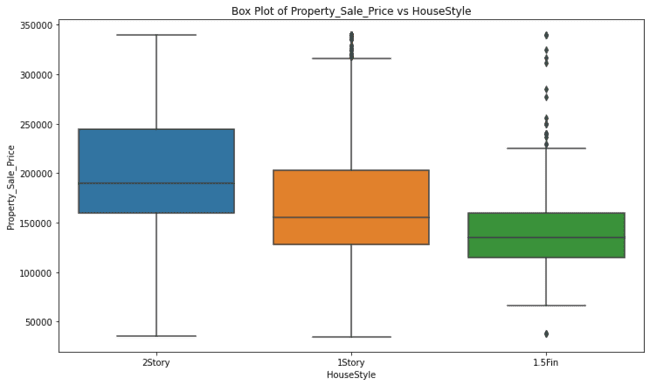 Box Plot of Property_Sale_Price vs HouseStyle
350000
300000
250000
200000
150000
100000
50000
Property_Sale_Price
2Story
1Story
1.5Fin
HouseStyle